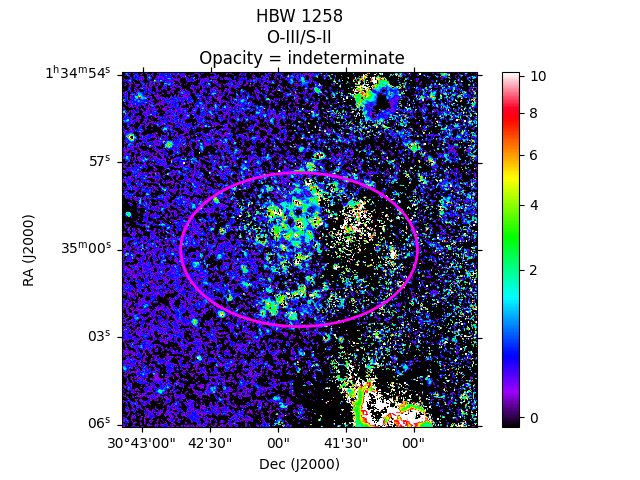 HBW 1258
O-III/S-II
Opacity = indeterminate
1ʰ34ᵐ54ˢ
57ˢ
35ᵐ00ˢ
03ˢ
06ˢ
RA (J2000)
30°43'00" 42'30" 00" 41'30" 00"
Dec (J2000)
10
8
6
4
2
0